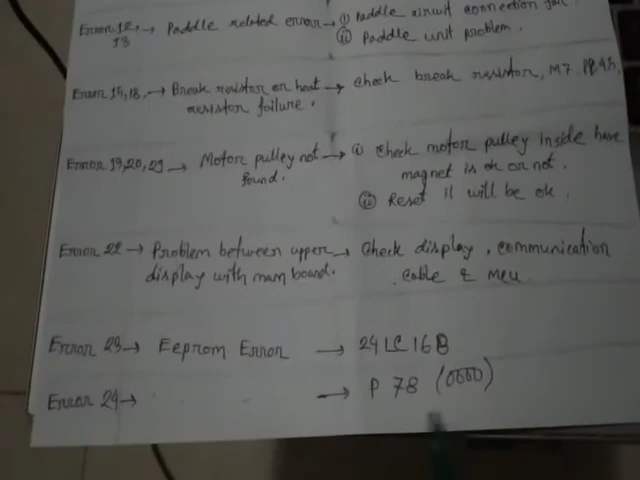 Error 12, → Paddle related error → (i) Paddle circuit connection
13 (ii) Paddle unit problem.
Error 15,18, → Break resistor or heat → Check break resistor, M7,
resistor failure.
Error 19,20,21 → Motor pulley not → (i) Check motor pulley inside have
found. magnet is ok or not.
(ii) Reset it will be ok.
Error 22 → Problem between upper → Check display, communication
display with main board. cable & MCU
Error 23 → Eeprom Error → 24LC16B
Error 24 → → P 78 (0000)